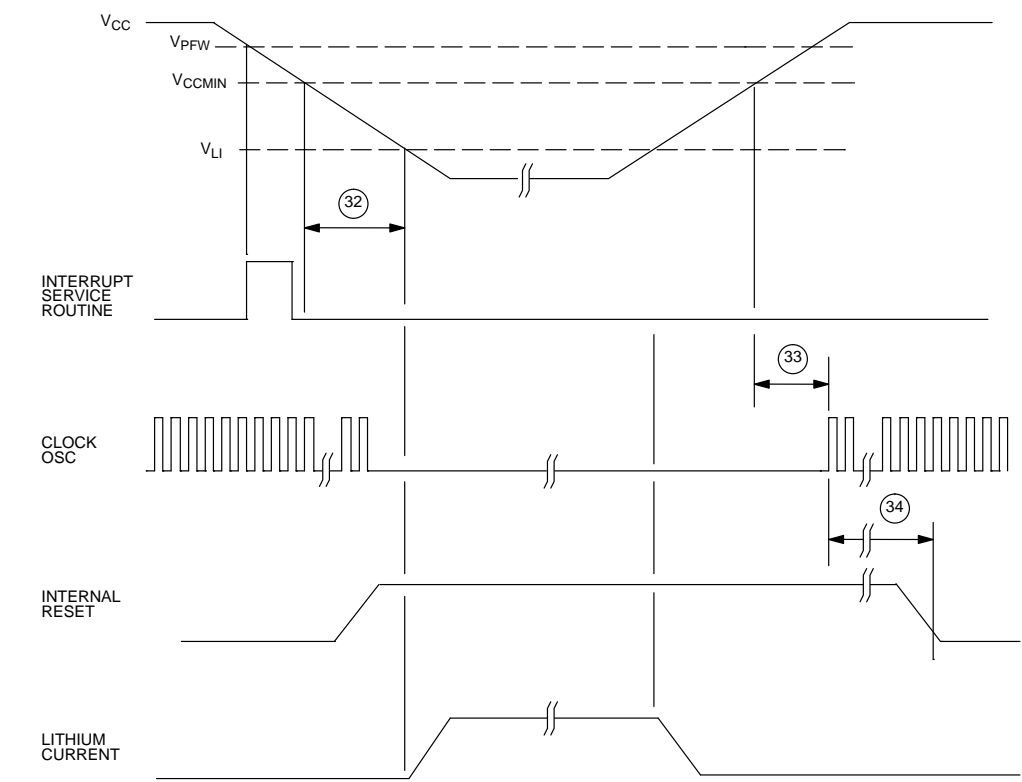 VCC
VPFW
VCCMIN
VLI
32
INTERRUPT
SERVICE
ROUTINE
33
CLOCK
OSC
34
INTERNAL
RESET
LITHIUM
CURRENT